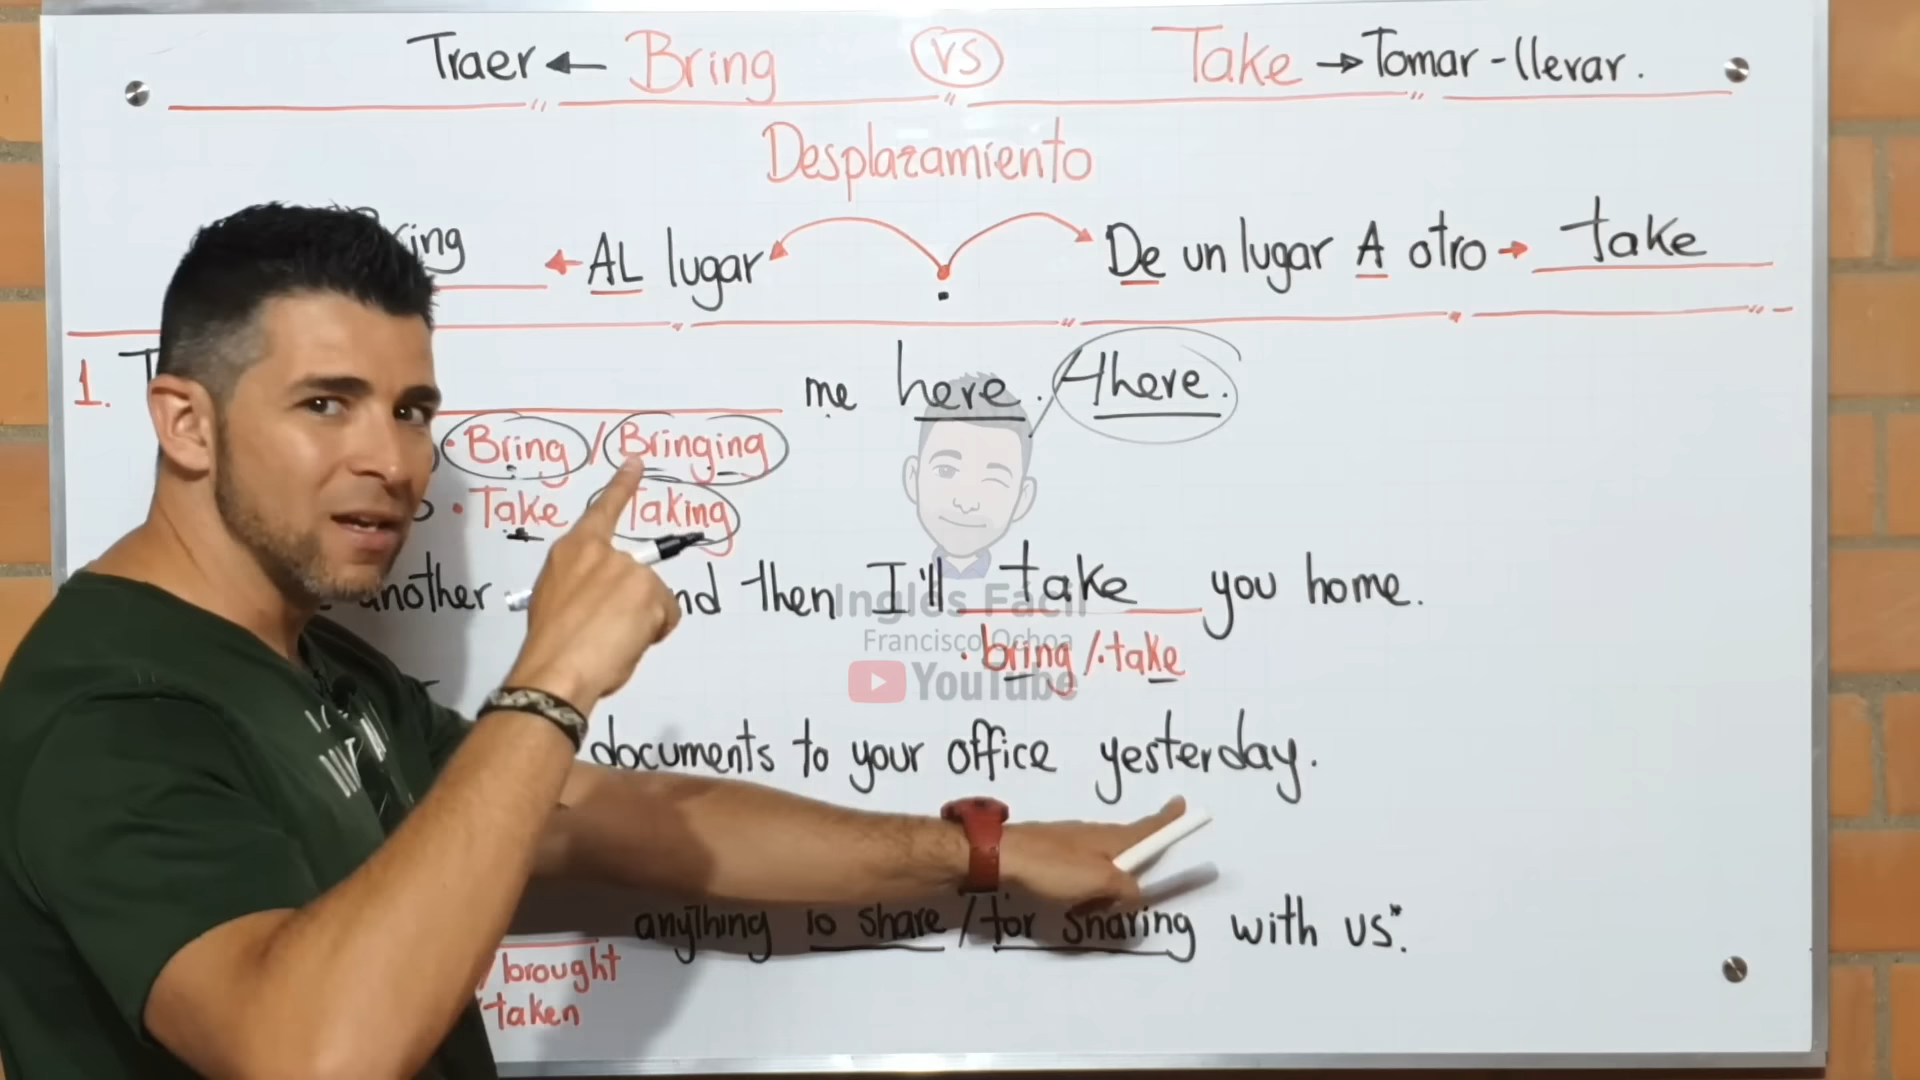 Traer ← Bring vs Take → Tomar - llevar.
Desplazamiento
ing ← AL lugar De un lugar A otro → take
1. T me here. there.
· Bring / Bringing
· Take Taking
another nd then I'll take you home.
· bring / · take
Inglés Fácil
Francisco Ochoa
YouTube
documents to your office yesterday.
anything to share / for sharing with us".
/ brought
taken